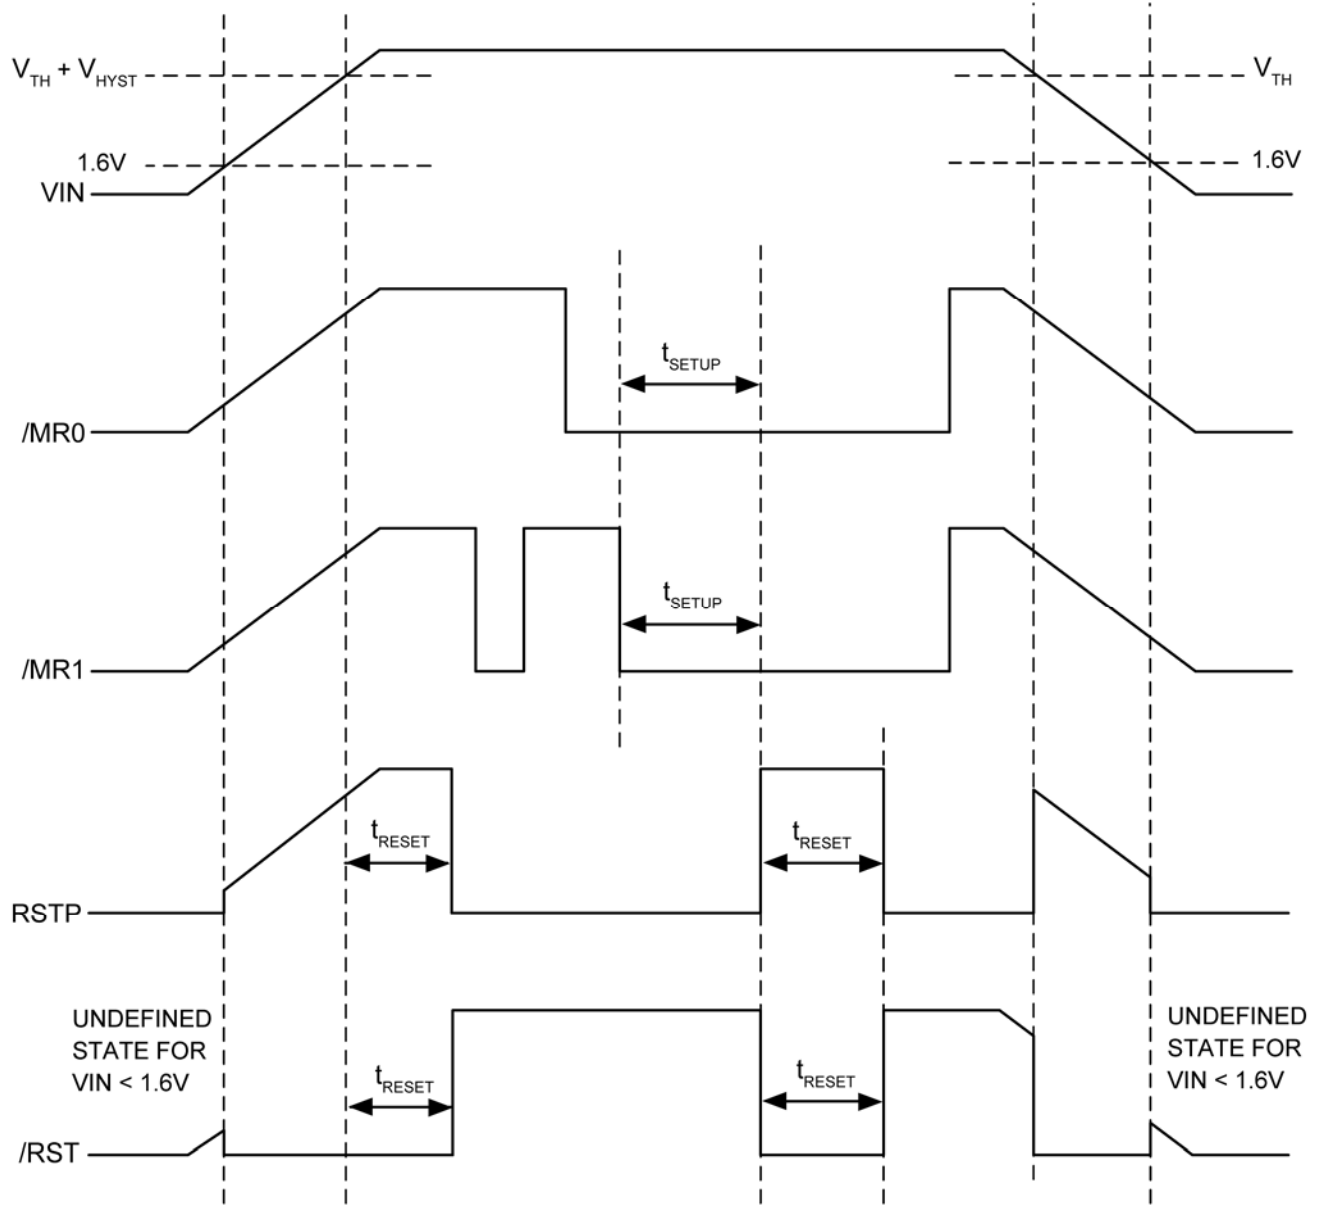 VTH + VHYST
VTH
1.6V
1.6V
VIN
tSETUP
/MR0
tSETUP
/MR1
tRESET
tRESET
RSTP
UNDEFINED
STATE FOR
VIN < 1.6V
UNDEFINED
STATE FOR
VIN < 1.6V
tRESET
tRESET
/RST